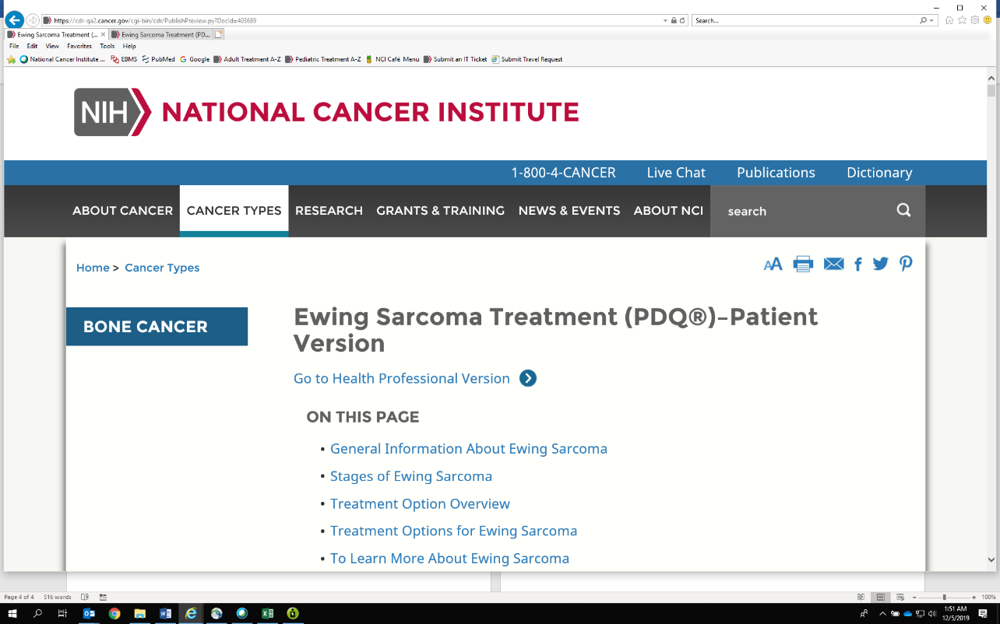 https://cdr-qa2.cancer.gov/cgi-bin/cdr/PublishPreview.py?DocId=403689
Search...
Ewing Sarcoma Treatment (... ×
Ewing Sarcoma Treatment (PD...
File Edit View Favorites Tools Help
National Cancer Institute ... EBMS PubMed Google Adult Treatment A-Z Pediatric Treatment A-Z NCI Café Menu Submit an IT Ticket Submit Travel Request
NIH NATIONAL CANCER INSTITUTE
1-800-4-CANCER Live Chat Publications Dictionary
ABOUT CANCER CANCER TYPES RESEARCH GRANTS & TRAINING NEWS & EVENTS ABOUT NCI search
Home > Cancer Types
AA
BONE CANCER
Ewing Sarcoma Treatment (PDQ®)–Patient
Version
Go to Health Professional Version
ON THIS PAGE
• General Information About Ewing Sarcoma
• Stages of Ewing Sarcoma
• Treatment Option Overview
• Treatment Options for Ewing Sarcoma
• To Learn More About Ewing Sarcoma
Page 4 of 4 516 words
100%
1:51 AM
12/5/2019